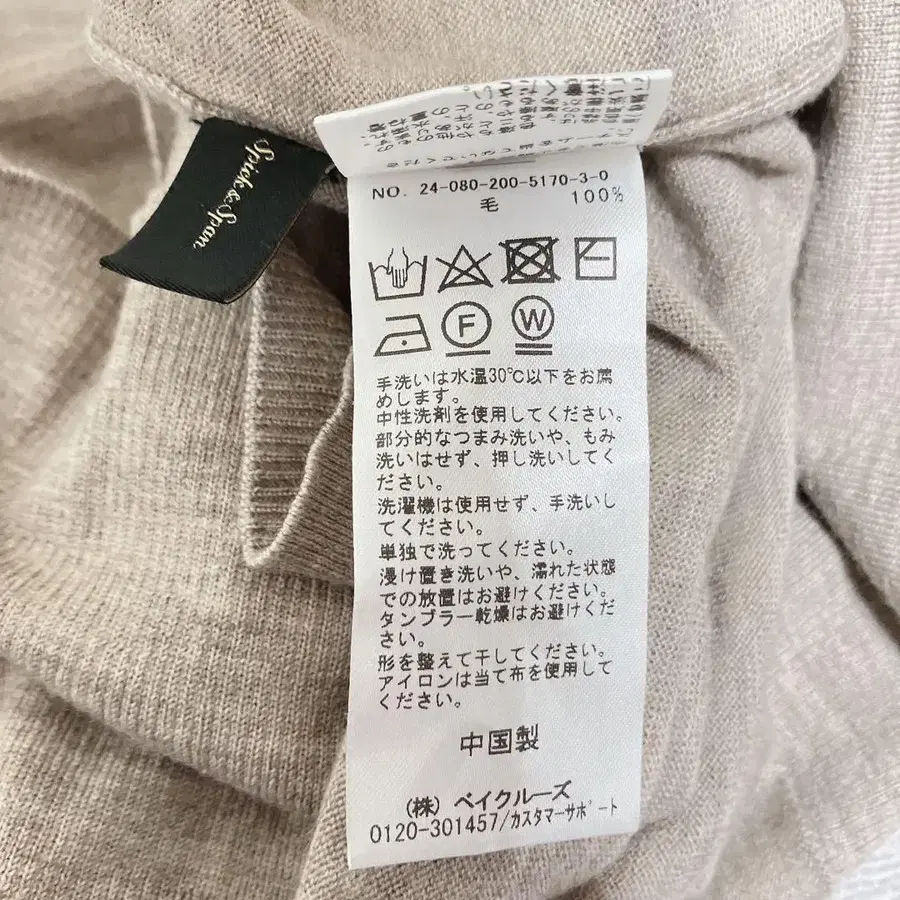 Spick&Span
NO. 24-080-200-5170-3-0
毛 100%
F W
手洗いは水温30℃以下をお薦
めします。
中性洗剤を使用してください。
部分的なつまみ洗いや、もみ
洗いはせず、押し洗いしてく
ださい。
洗濯機は使用せず、手洗いし
てください。
単独で洗ってください。
浸け置き洗いや、濡れた状態
での放置はお避けください。
タンブラー乾燥はお避けくだ
さい。
形を整えて干してください。
アイロンは当て布を使用して
ください。
中国製
(株) ベイクルーズ
0120-301457/カスタマーサポート